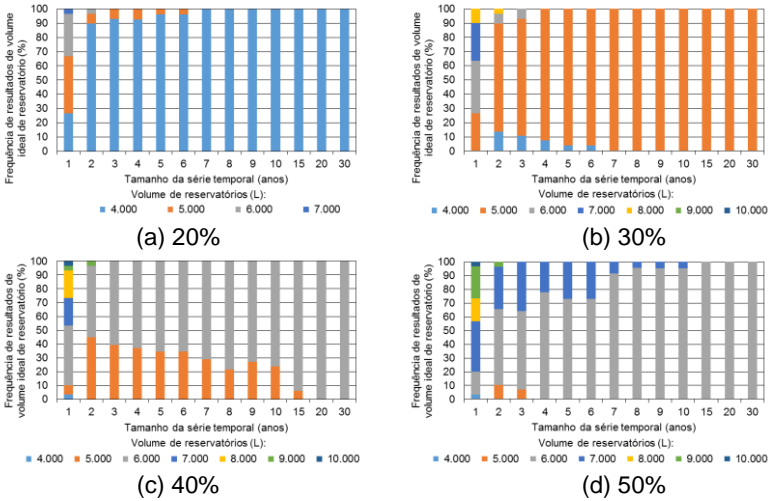 Frequência de resultados de volume
ideal de reservatório (%)
100
90
80
70
60
50
40
30
20
10
0
1 2 3 4 5 6 7 8 9 10 15 20 30
Tamanho da série temporal (anos)
Volume de reservatórios (L):
4.000 5.000 6.000 7.000
(a) 20%
Frequência de resultados de volume
ideal de reservatório (%)
100
90
80
70
60
50
40
30
20
10
0
1 2 3 4 5 6 7 8 9 10 15 20 30
Tamanho da série temporal (anos)
Volume de reservatórios (L):
4.000 5.000 6.000 7.000 8.000 9.000 10.000
(b) 30%
Frequência de resultados de
volume ideal de reservatório (%)
100
90
80
70
60
50
40
30
20
10
0
1 2 3 4 5 6 7 8 9 10 15 20 30
Tamanho da série temporal (anos)
Volume de reservatórios (L):
4.000 5.000 6.000 7.000 8.000 9.000 10.000
(c) 40%
Frequência de resultados de
volume ideal de reservatório (%)
100
90
80
70
60
50
40
30
20
10
0
1 2 3 4 5 6 7 8 9 10 15 20 30
Tamanho da série temporal (anos)
Volume de reservatórios (L):
4.000 5.000 6.000 7.000 8.000 9.000 10.000
(d) 50%